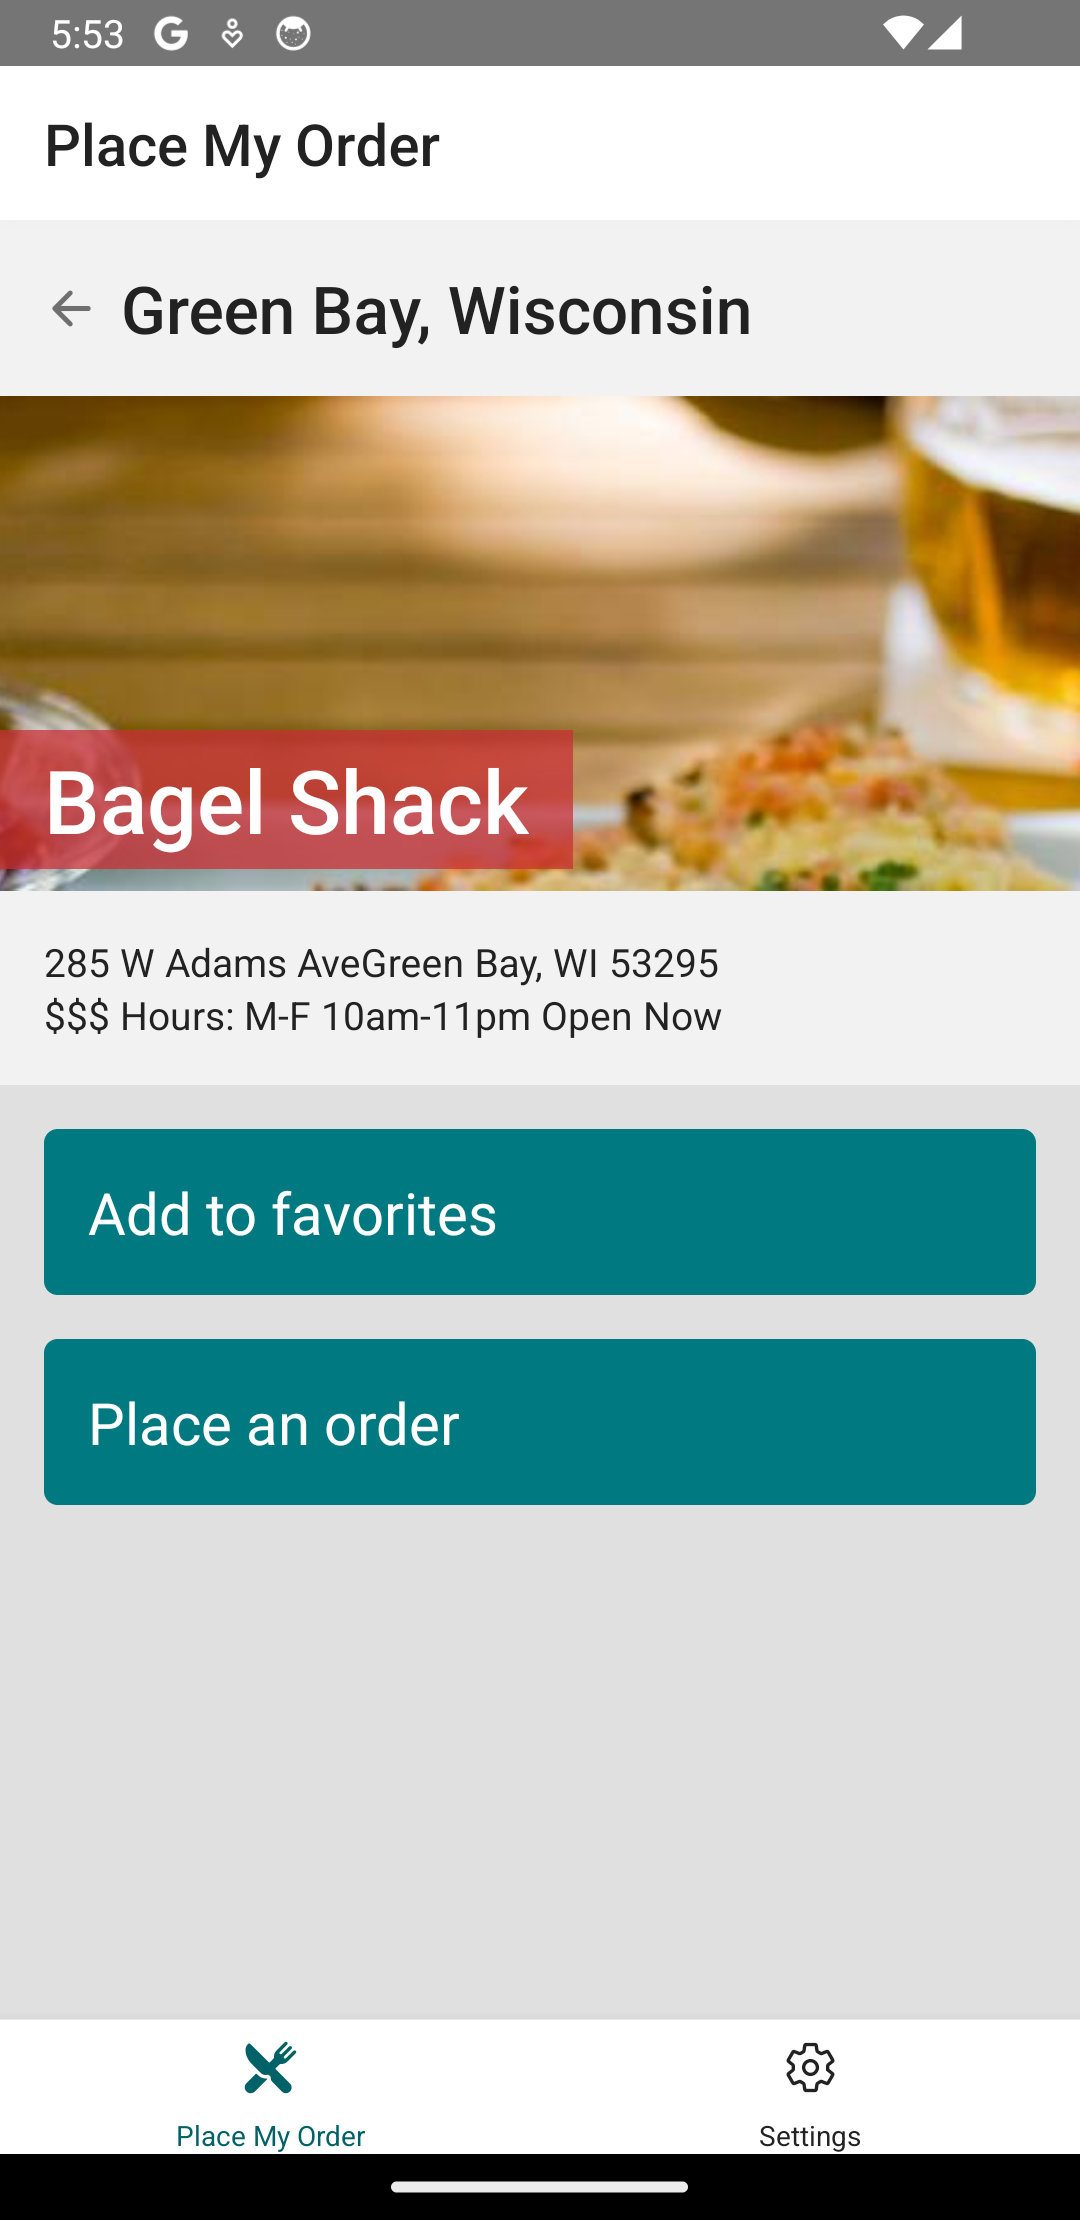 5:53
Place My Order
Green Bay, Wisconsin
Bagel Shack
285 W Adams AveGreen Bay, WI 53295
$$$ Hours: M-F 10am-11pm Open Now
Add to favorites
Place an order
Place My Order
Settings